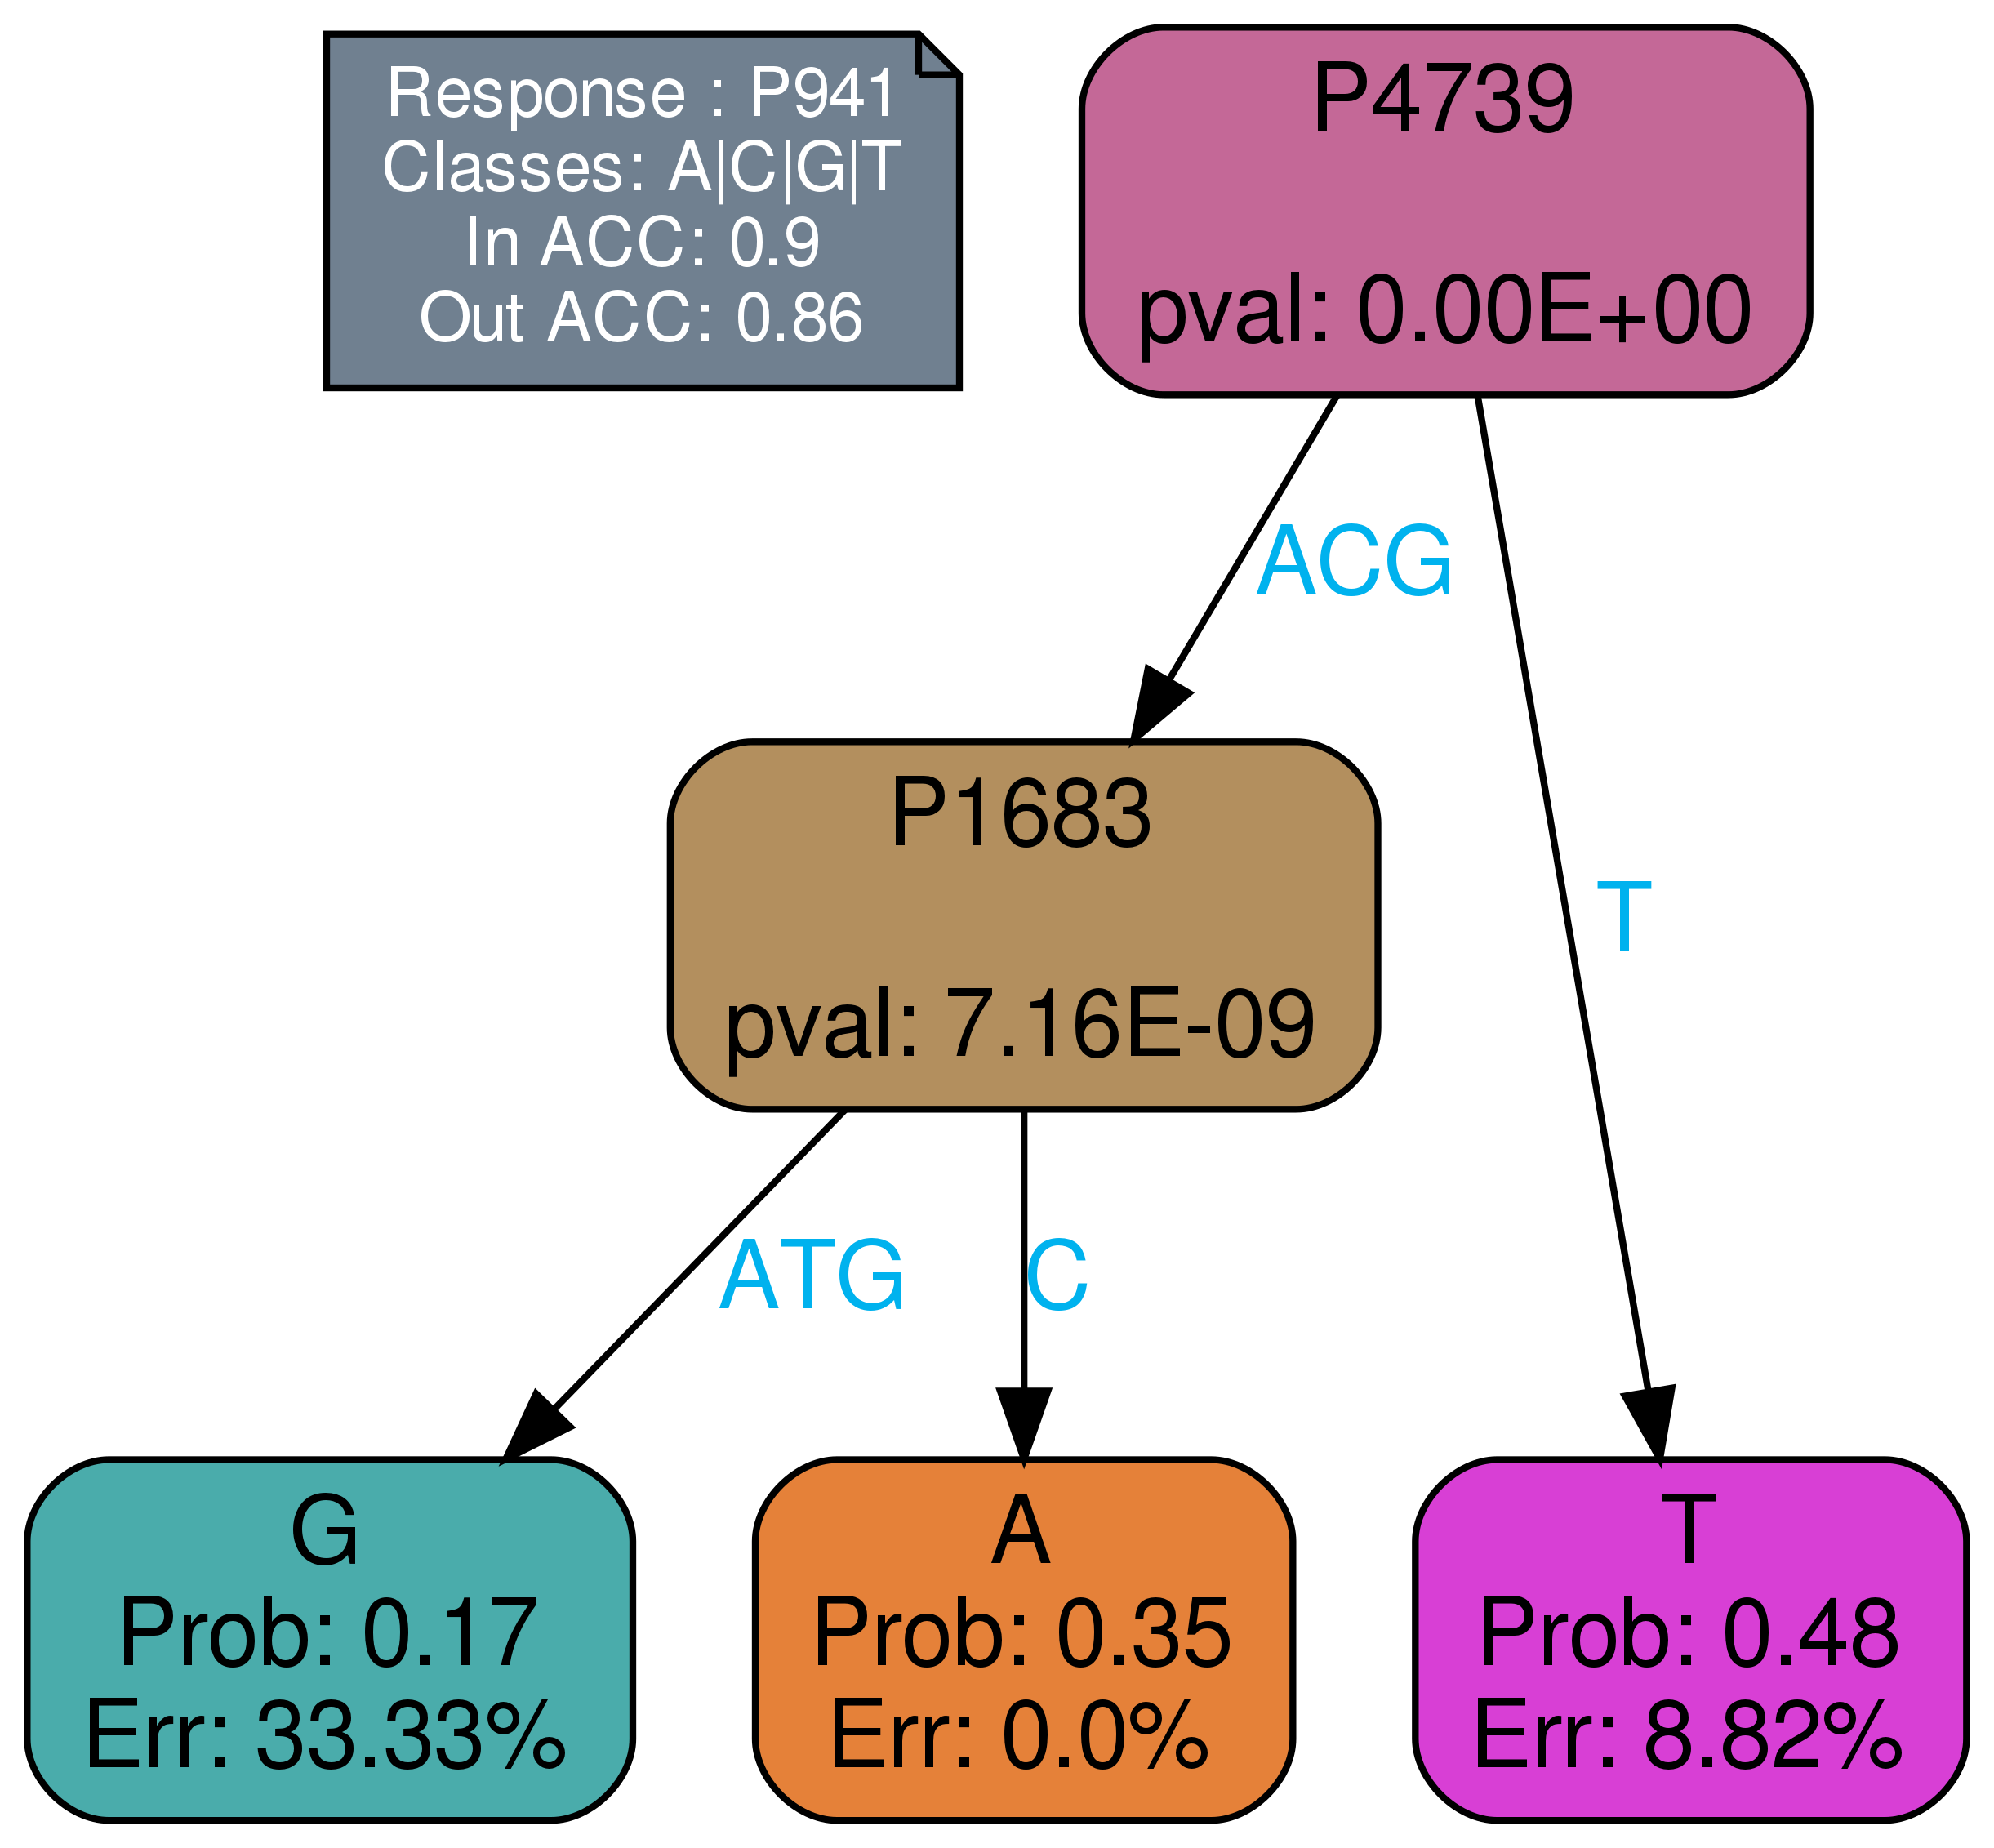 Response : P941
Classes: A|C|G|T
In ACC: 0.9
Out ACC: 0.86
P4739
pval: 0.00E+00
ACG
T
P1683
pval: 7.16E-09
ATG
C
G
Prob: 0.17
Err: 33.33%
A
Prob: 0.35
Err: 0.0%
T
Prob: 0.48
Err: 8.82%